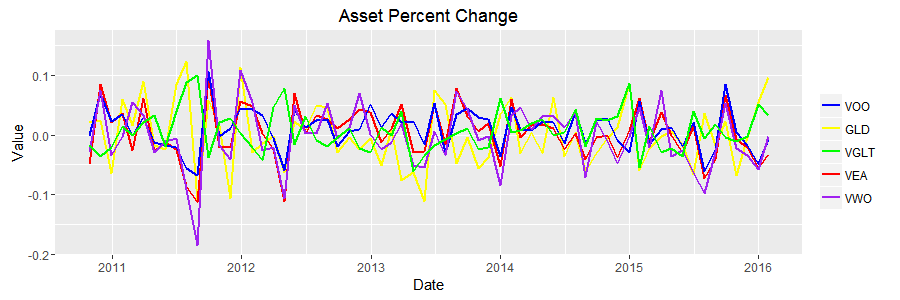 Asset Percent Change
Value
0.1
0.0
-0.1
-0.2
2011 2012 2013 2014 2015 2016
Date
VOO
GLD
VGLT
VEA
VWO